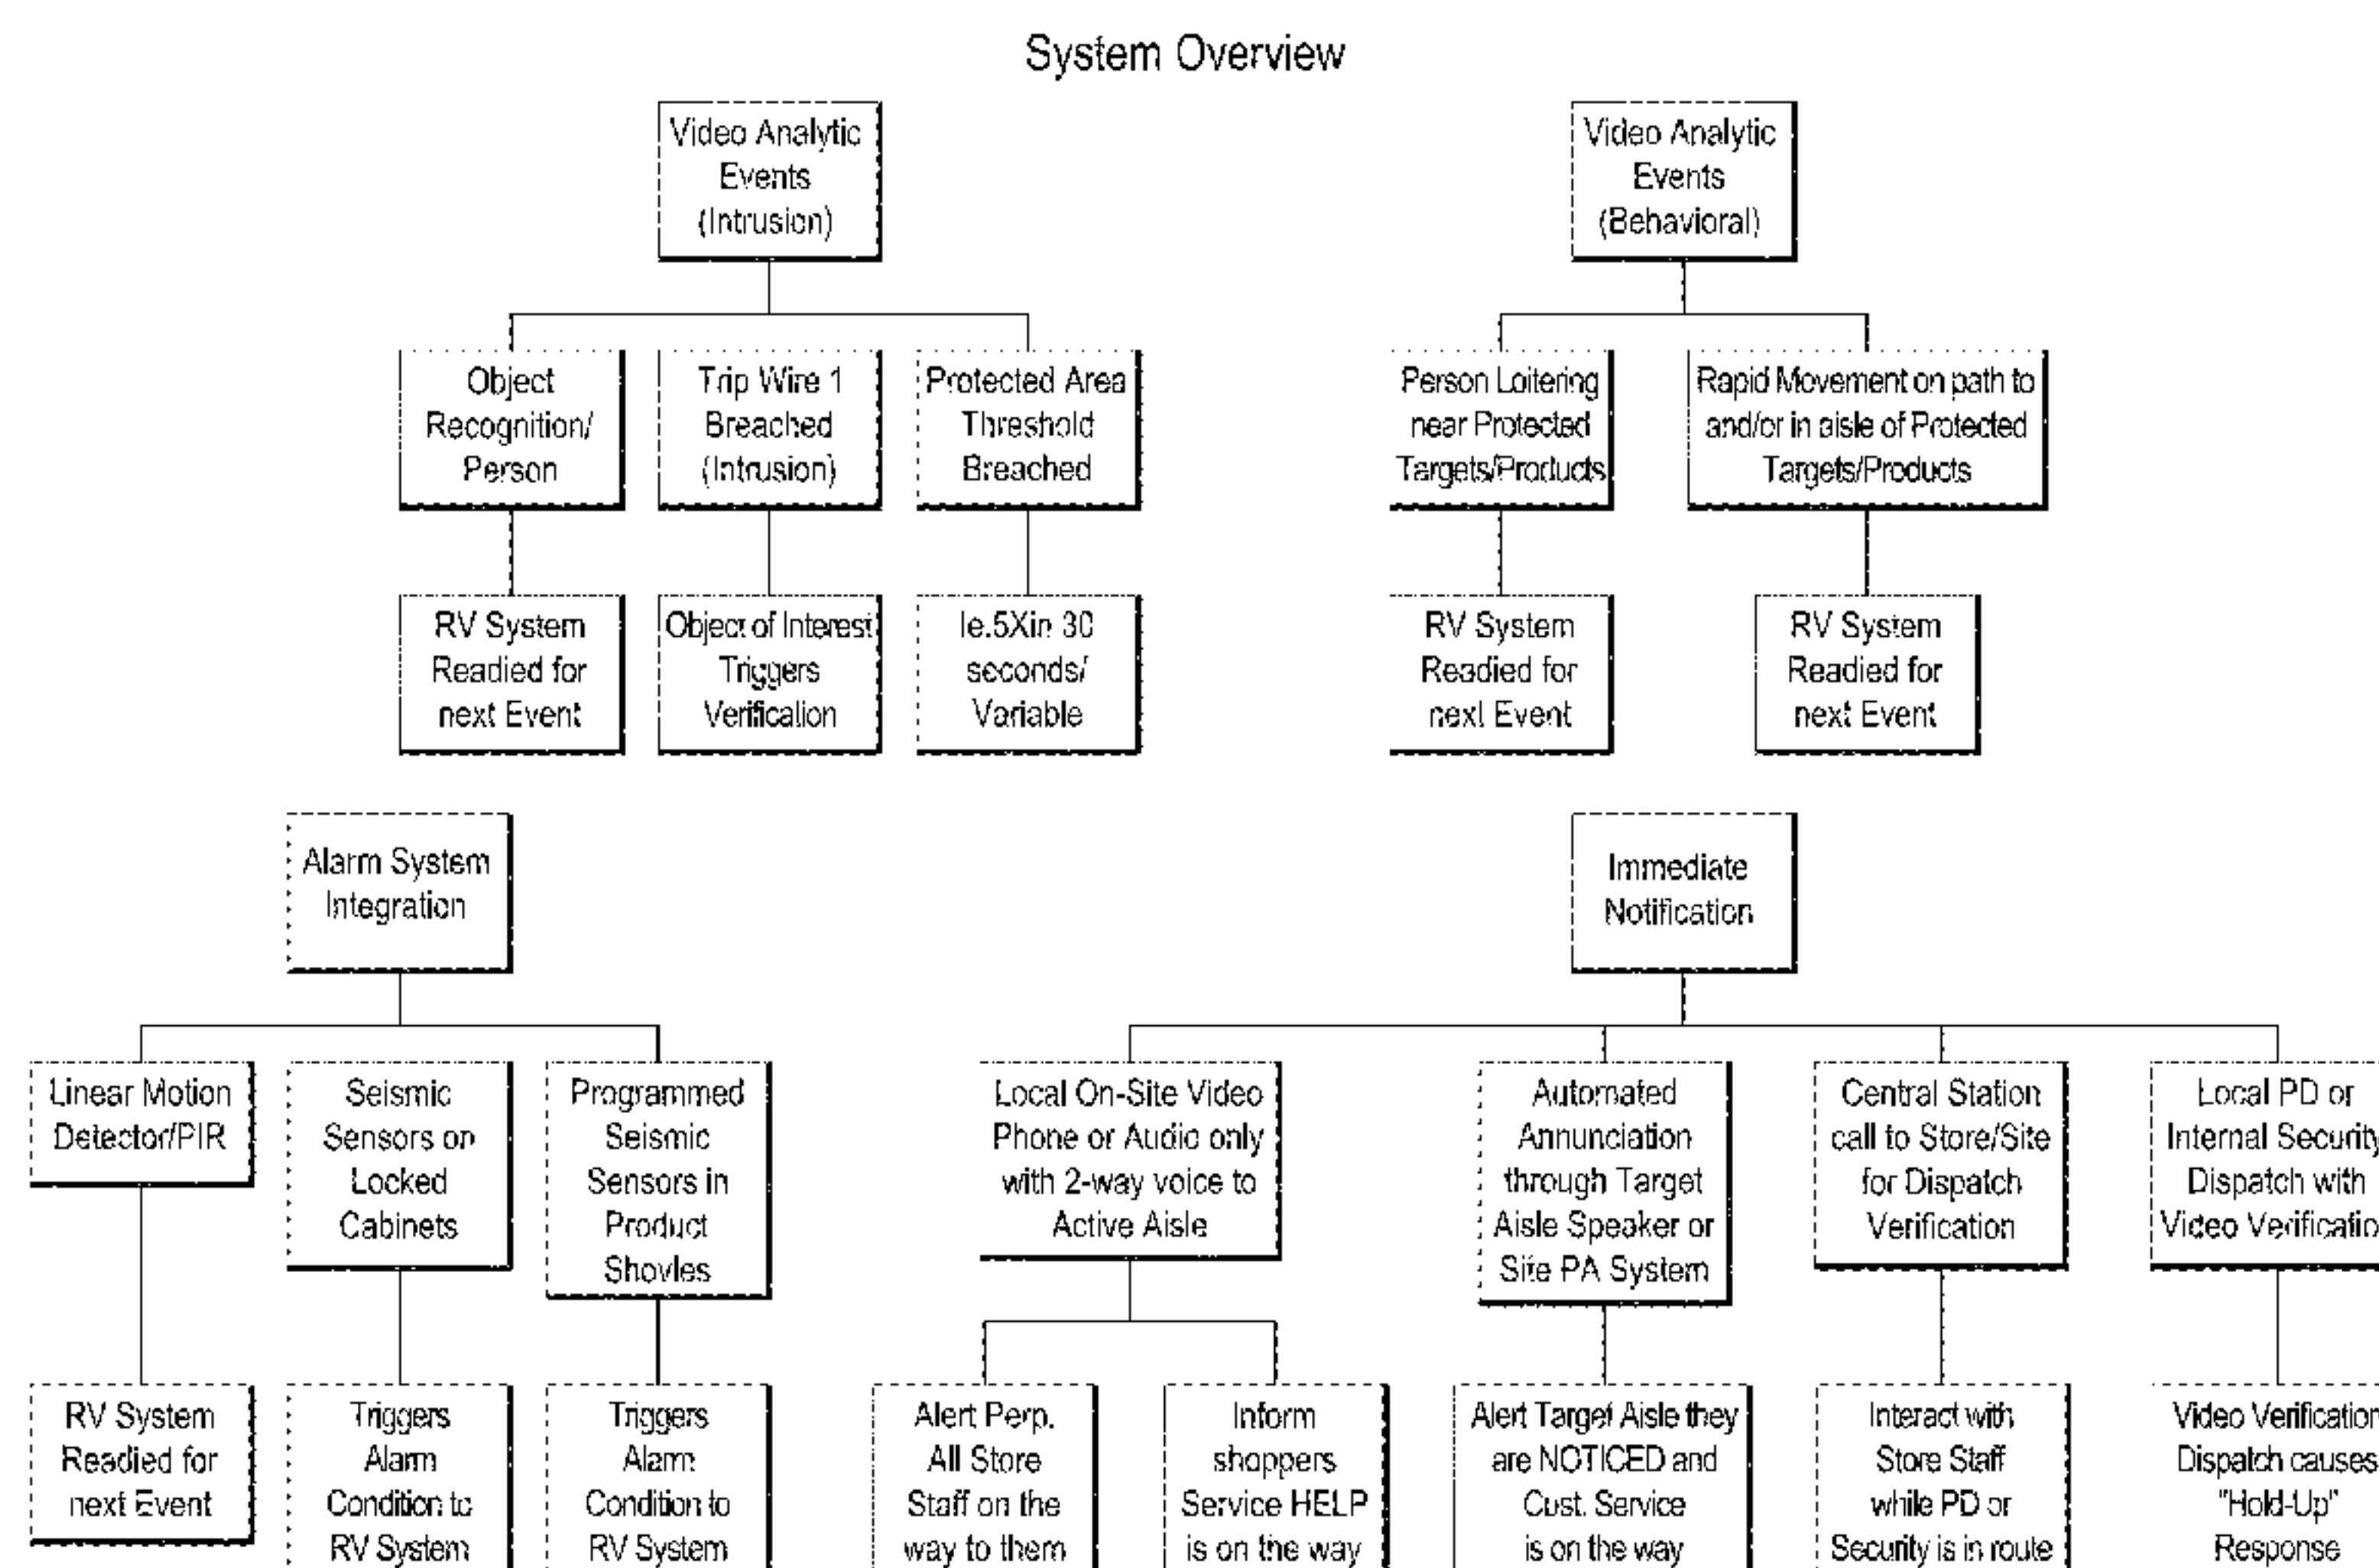 System Overview
Video Analytic
Events
(Intrusion)
Video Analytic
Events
(Behavioral)
Object
Recognition/
Person
Trip Wire 1
Breached
(Intrusion)
Protected Area
Threshold
Breached
Person Loitering
near Protected
Targets/Products
Rapid Movement on path to
and/or in aisle of Protected
Targets/Products
RV System
Readied for
next Event
Object of Interest
Triggers
Verification
Ie.5Xin 30
seconds/
Variable
RV System
Readied for
next Event
RV System
Readied for
next Event
Alarm System
Integration
Immediate
Notification
Linear Motion
Detector/PIR
Seismic
Sensors on
Locked
Cabinets
Programmed
Seismic
Sensors in
Product
Shovles
Local On-Site Video
Phone or Audio only
with 2-way voice to
Active Aisle
Automated
Annunciation
through Target
Aisle Speaker or
Site PA System
Central Station
call to Store/Site
for Dispatch
Verification
Local PD or
Internal Security
Dispatch with
Video Verificatio
RV System
Readied for
next Event
Triggers
Alarm
Condition to
RV System
Triggers
Alarm
Condition to
RV System
Alert Perp.
All Store
Staff on the
way to them
Inform
shoppers
Service HELP
is on the way
Alert Target Aisle they
are NOTICED and
Cust. Service
is on the way
Interact with
Store Staff
while PD or
Security is in route
Video Verification
Dispatch causes
"Hold-Up"
Response